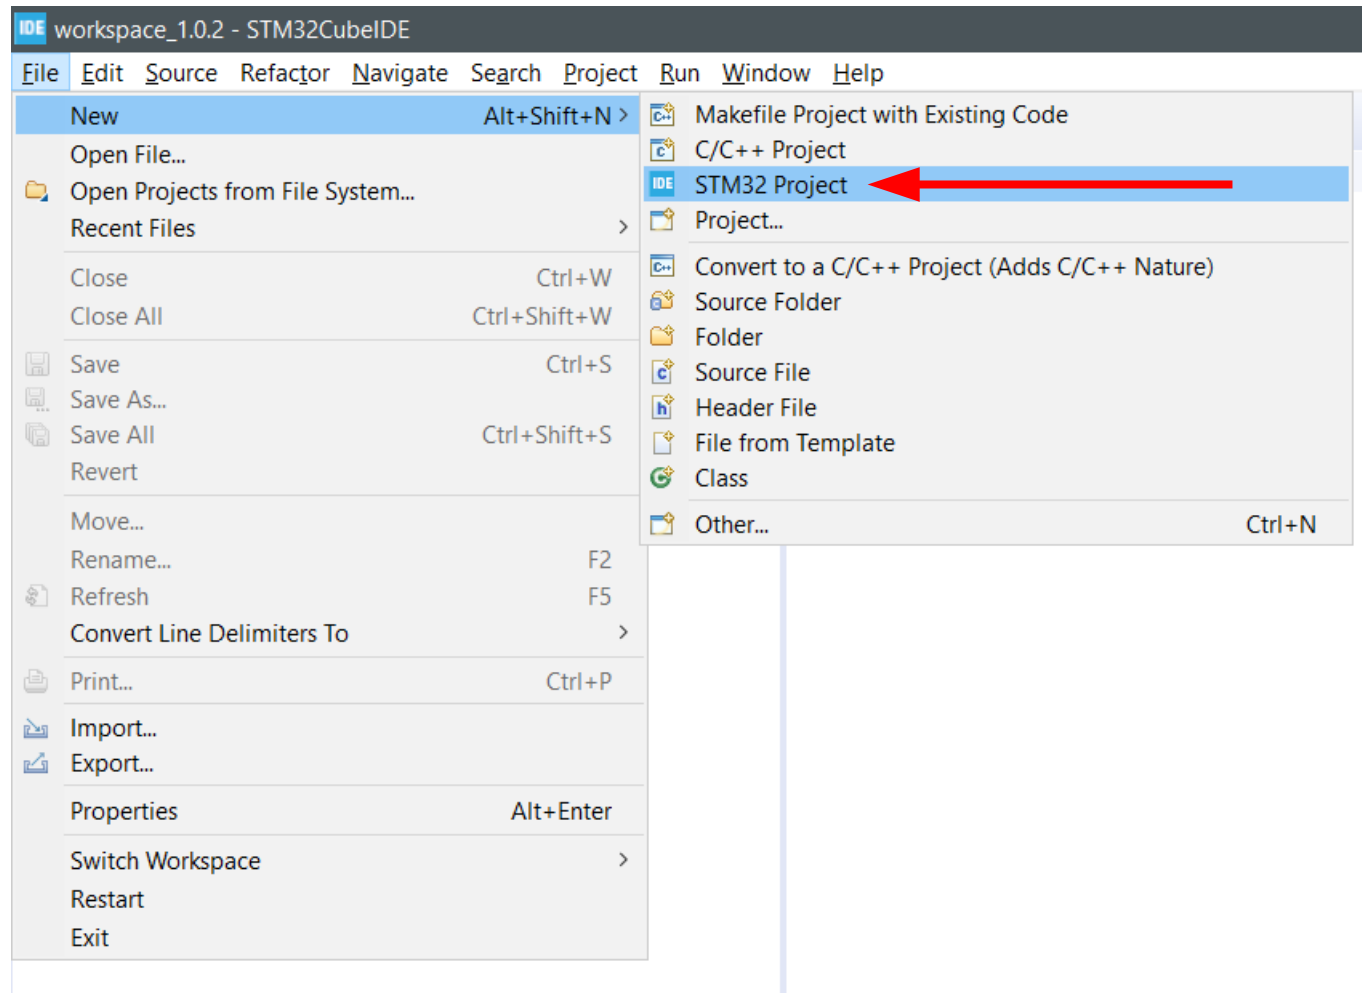 IDE workspace_1.0.2 - STM32CubeIDE
File Edit Source Refactor Navigate Search Project Run Window Help
New Alt+Shift+N >
Open File...
Open Projects from File System...
Recent Files >
Close Ctrl+W
Close All Ctrl+Shift+W
Save Ctrl+S
Save As...
Save All Ctrl+Shift+S
Revert
Move...
Rename... F2
Refresh F5
Convert Line Delimiters To >
Print... Ctrl+P
Import...
Export...
Properties Alt+Enter
Switch Workspace >
Restart
Exit
C++ Makefile Project with Existing Code
C C/C++ Project
IDE STM32 Project
Project...
C++ Convert to a C/C++ Project (Adds C/C++ Nature)
C Source Folder
Folder
c Source File
h Header File
File from Template
C Class
Other... Ctrl+N